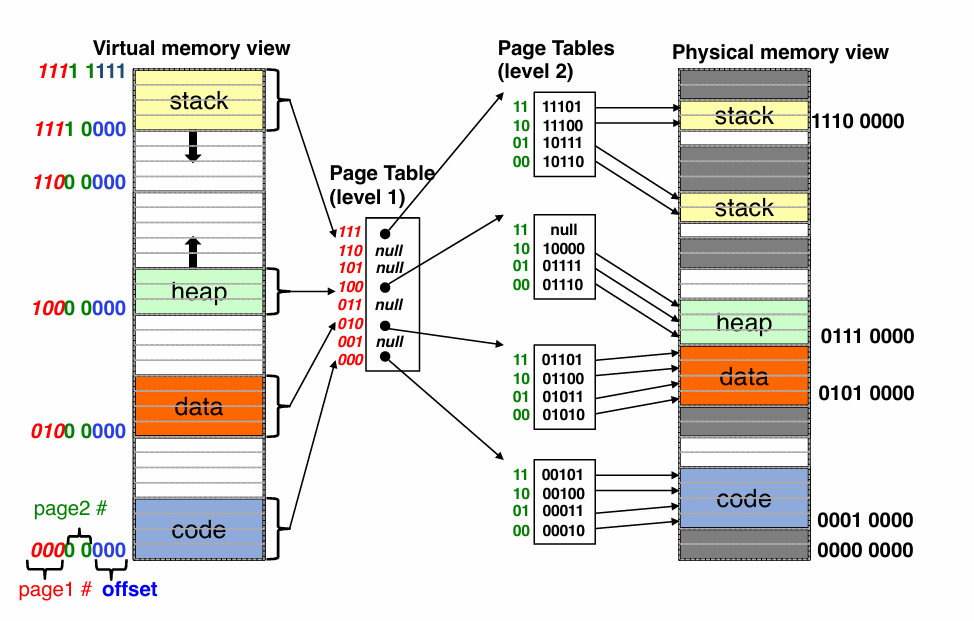 Virtual memory view
1111 1111
stack
1111 0000
1100 0000
heap
1000 0000
data
0100 0000
page2 #
code
0000 0000
page1 # offset
Page Table
(level 1)
111
110 null
101 null
100
011 null
010
001 null
000
Page Tables
(level 2)
11 11101
10 11100
01 10111
00 10110
11 null
10 10000
01 01111
00 01110
11 01101
10 01100
01 01011
00 01010
11 00101
10 00100
01 00011
00 00010
Physical memory view
stack
1110 0000
stack
heap
0111 0000
data
0101 0000
code
0001 0000
0000 0000